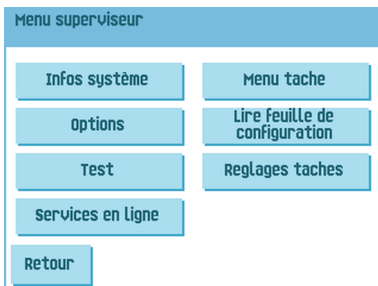 Menu superviseur
Infos système
Menu tache
Options
Lire feuille de
configuration
Test
Reglages taches
Services en ligne
Retour